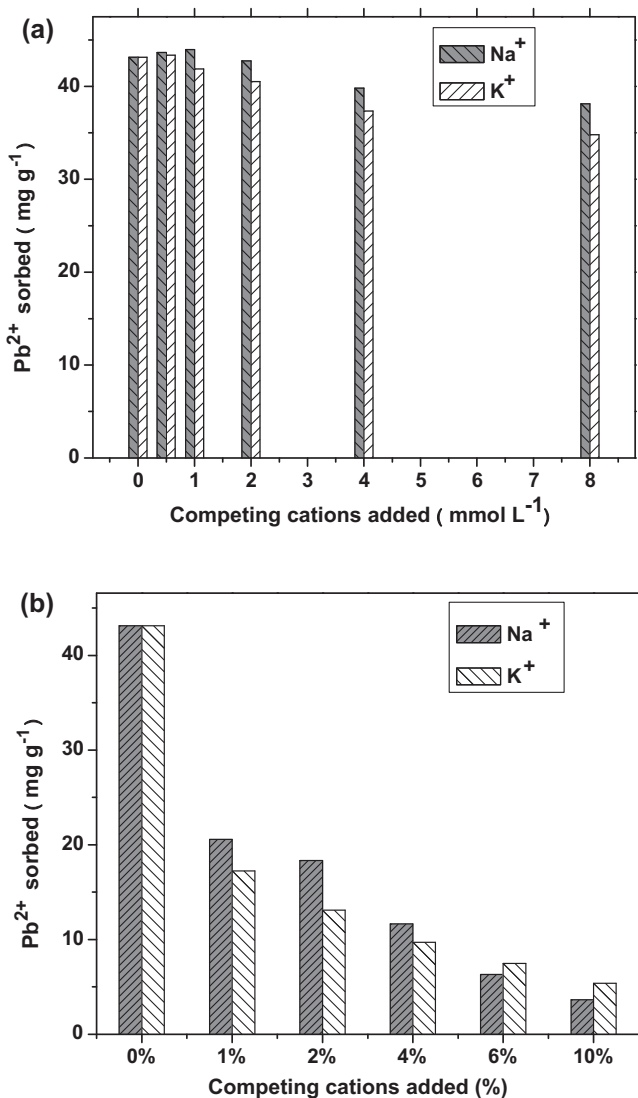 (a)
Na+
K+
40
30
20
10
0
Pb2+ sorbed ( mg g-1)
0 1 2 3 4 5 6 7 8
Competing cations added ( mmol L-1)
(b)
Na +
K+
40
30
20
10
0
Pb2+ sorbed ( mg g-1)
0% 1% 2% 4% 6% 10%
Competing cations added (%)